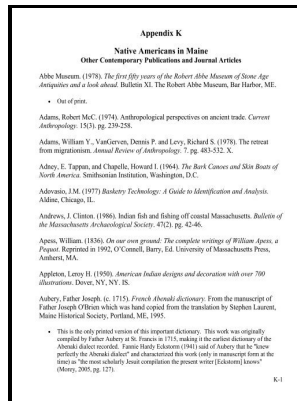 Appendix K
Native Americans in Maine
Other Contemporary Publications and Journal Articles
Abbe Museum. (1978). The first fifty years of the Robert Abbe Museum of Stone Age
Antiquities and a look ahead. Bulletin XI. The Robert Abbe Museum, Bar Harbor, ME.
• Out of print.
Adams, Robert McC. (1974). Anthropological perspectives on ancient trade. Current
Anthropology. 15(3). pg. 239-258.
Adams, William Y., VanGerven, Dennis P. and Levy, Richard S. (1978). The retreat
from migrationism. Annual Review of Anthropology. 7. pg. 483-532. X.
Adney, E. Tappan, and Chapelle, Howard I. (1964). The Bark Canoes and Skin Boats of
North America. Smithsonian Institution, Washington, D.C.
Adovasio, J.M. (1977) Basketry Technology: A Guide to Identification and Analysis.
Aldine, Chicago, IL.
Andrews, J. Clinton. (1986). Indian fish and fishing off coastal Massachusetts. Bulletin of
the Massachusetts Archaeological Society. 47(2). pg. 42-46.
Apess, William. (1836). On our own ground: The complete writings of William Apess, a
Pequot. Reprinted in 1992, O'Connell, Barry, Ed. University of Massachusetts Press,
Amherst, MA.
Appleton, Leroy H. (1950). American Indian designs and decoration with over 700
illustrations. Dover, NY, NY. IS.
Aubery, Father Joseph. (c. 1715). French Abenaki dictionary. From the manuscript of
Father Joseph O'Brien which was hand copied from the translation by Stephen Laurent,
Maine Historical Society, Portland, ME, 1995.
• This is the only printed version of this important dictionary. This work was originally
compiled by Father Aubery at St. Francis in 1715, making it the earliest dictionary of the
Abenaki dialect recorded. Fannie Hardy Eckstorm (1941) said of Aubery that he "knew
perfectly the Abenaki dialect" and characterized this work (only in manuscript form at the
time) as "the most scholarly Jesuit compilation the present writer [Eckstorm] knows"
(Morey, 2005, pg. 127).
K-1